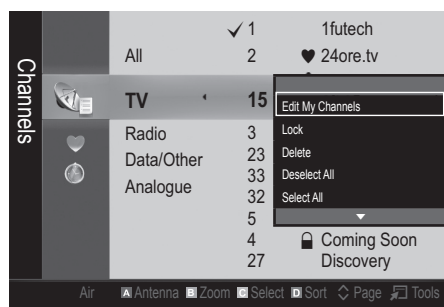 Channels
1 1futech
All 2 ♥ 24ore.tv
TV 15
Radio 3
Data/Other 23
Analogue 33
32
5
4 Coming Soon
27 Discovery
Edit My Channels
Lock
Delete
Deselect All
Select All
Air A Antenna B Zoom C Select D Sort Page Tools